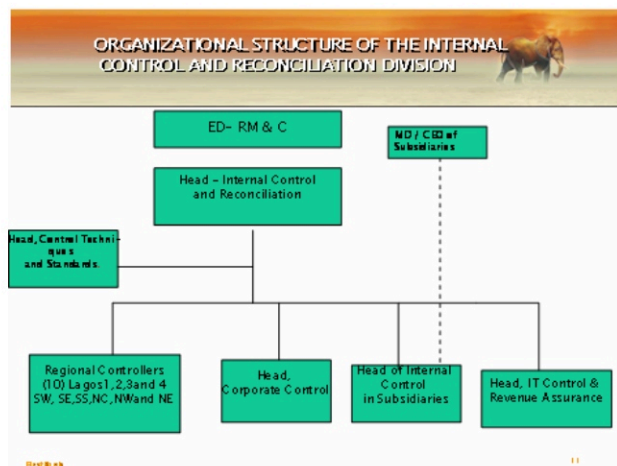 ORGANIZATIONAL STRUCTURE OF THE INTERNAL
CONTROL AND RECONCILIATION DIVISION
ED– RM & C
MD / CEO of
Subsidiaries
Head – Internal Control
and Reconciliation
Head, Control Techni-
ques
and Standards.
Regional Controllers
(10) Lagos1,2,3and 4
SW, SE,SS,NC,NWand NE
Head,
Corporate Control
Head of Internal
Control
in Subsidiaries
Head, IT Control &
Revenue Assurance
11